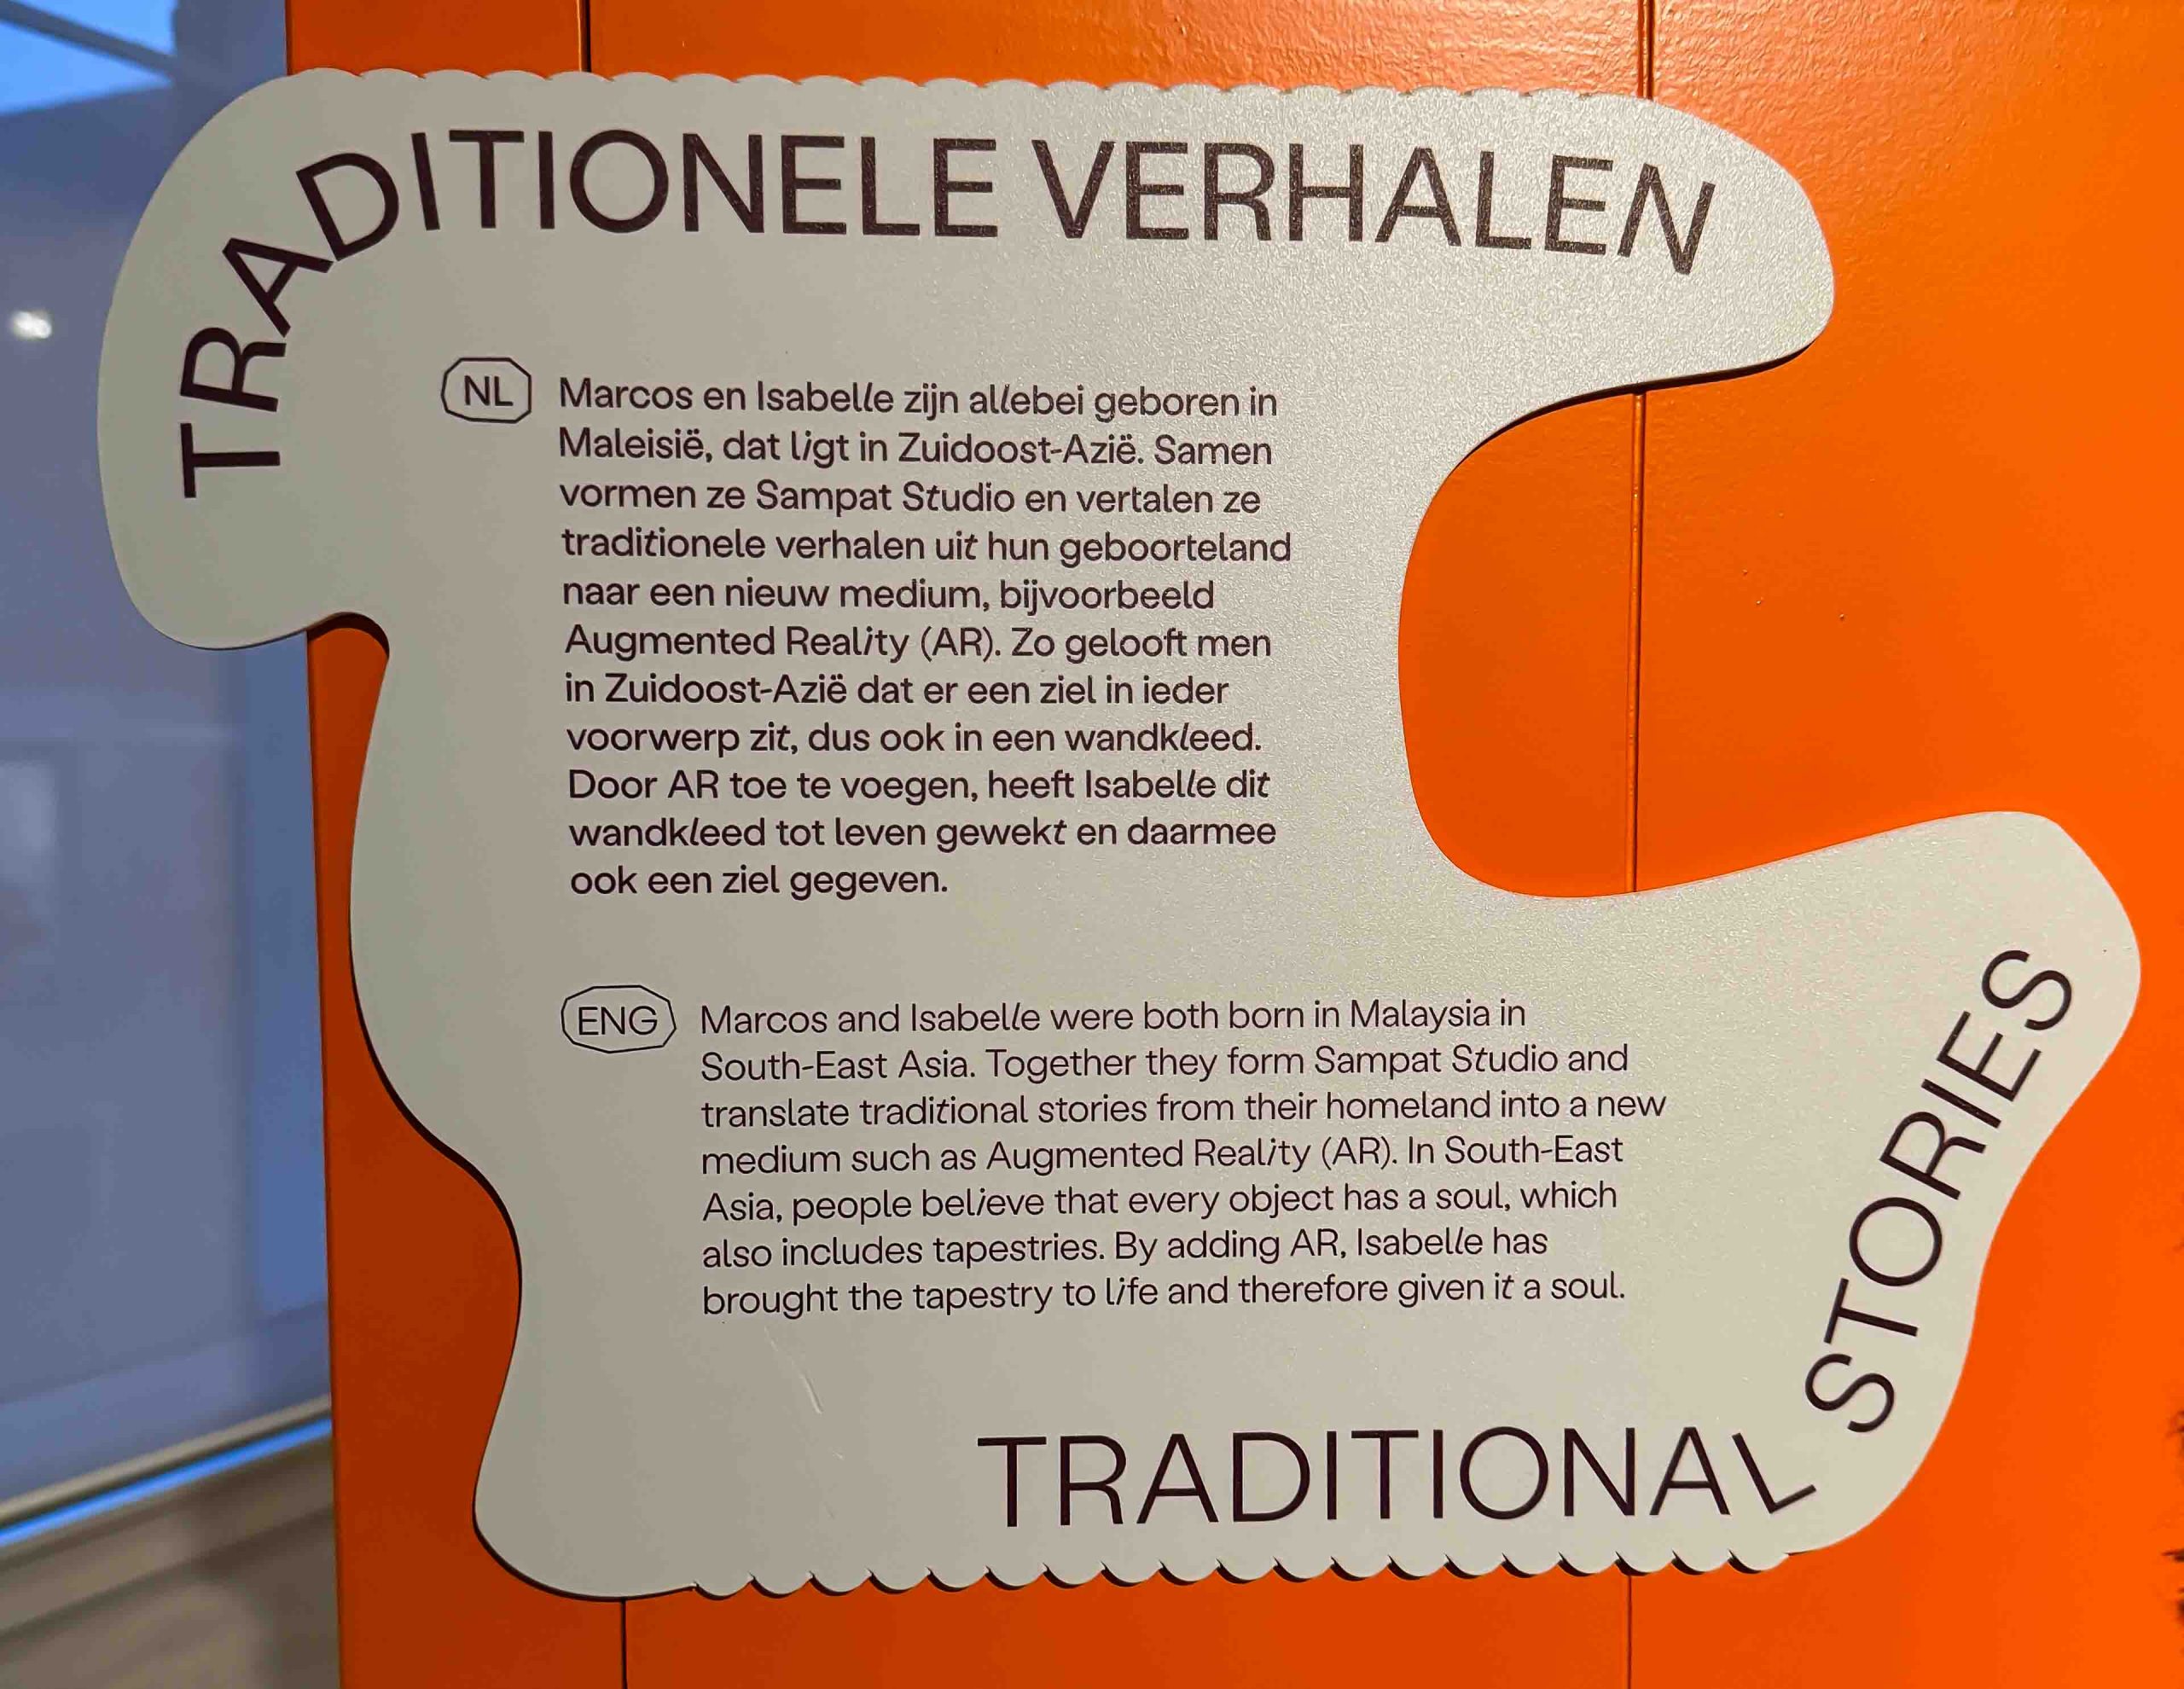 TRADITIONELE VERHALEN
NL
Marcos en Isabelle zijn allebei geboren in
Maleisië, dat ligt in Zuidoost-Azië. Samen
vormen ze Sampat Studio en vertalen ze
traditionele verhalen uit hun geboorteland
naar een nieuw medium, bijvoorbeeld
Augmented Reality (AR). Zo gelooft men
in Zuidoost-Azië dat er een ziel in ieder
voorwerp zit, dus ook in een wandkleed.
Door AR toe te voegen, heeft Isabelle dit
wandkleed tot leven gewekt en daarmee
ook een ziel gegeven.
ENG
Marcos and Isabelle were both born in Malaysia in
South-East Asia. Together they form Sampat Studio and
translate traditional stories from their homeland into a new
medium such as Augmented Reality (AR). In South-East
Asia, people believe that every object has a soul, which
also includes tapestries. By adding AR, Isabelle has
brought the tapestry to life and therefore given it a soul.
TRADITIONAL STORIES